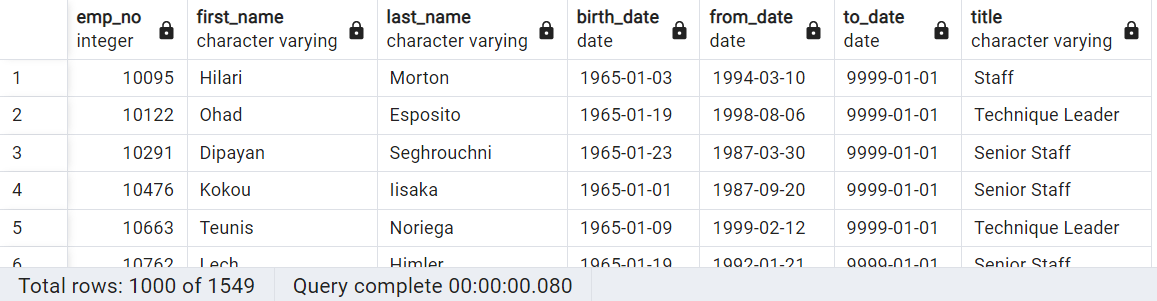 emp_no first_name last_name birth_date from_date to_date title
integer character varying character varying date date date character varying
1 10095 Hilari Morton 1965-01-03 1994-03-10 9999-01-01 Staff
2 10122 Ohad Esposito 1965-01-19 1998-08-06 9999-01-01 Technique Leader
3 10291 Dipayan Seghrouchni 1965-01-23 1987-03-30 9999-01-01 Senior Staff
4 10476 Kokou Iisaka 1965-01-01 1987-09-20 9999-01-01 Senior Staff
5 10663 Teunis Noriega 1965-01-09 1999-02-12 9999-01-01 Technique Leader
6 10762 Lech Himler 1965-01-19 1992-01-21 9999-01-01 Senior Staff
Total rows: 1000 of 1549 Query complete 00:00:00.080